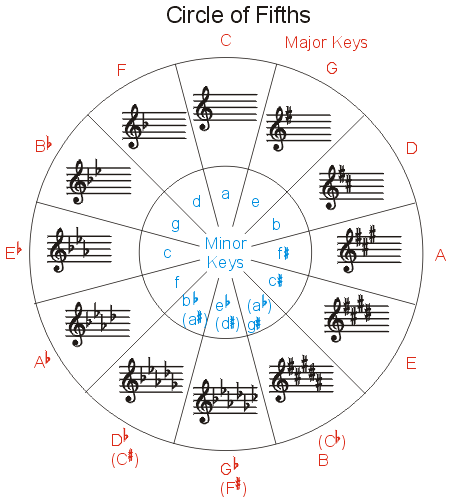 Circle of Fifths
C
Major Keys
F
G
B♭
D
d
a
e
g
b
E♭
c
Minor
Keys
f♯
A
f
c♯
b♭
(a♯)
e♭
(d♯)
(a♭)
g♯
A♭
E
D♭
(C♯)
G♭
(F♯)
(C♭)
B